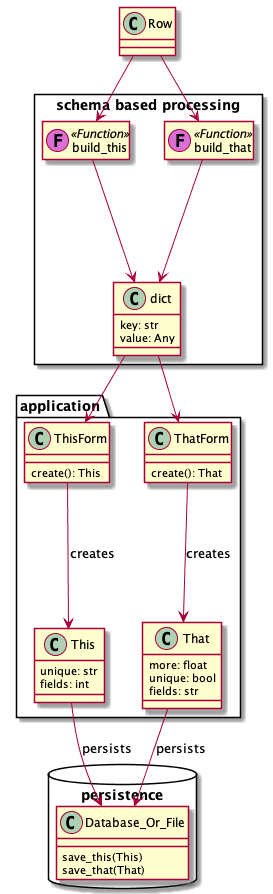 C Row
schema based processing
F «Function» build_this
F «Function» build_that
C dict
key: str
value: Any
application
C ThisForm
create(): This
C ThatForm
create(): That
creates
creates
C This
unique: str
fields: int
C That
more: float
unique: bool
fields: str
persists
persists
persistence
C Database_Or_File
save_this(This)
save_that(That)